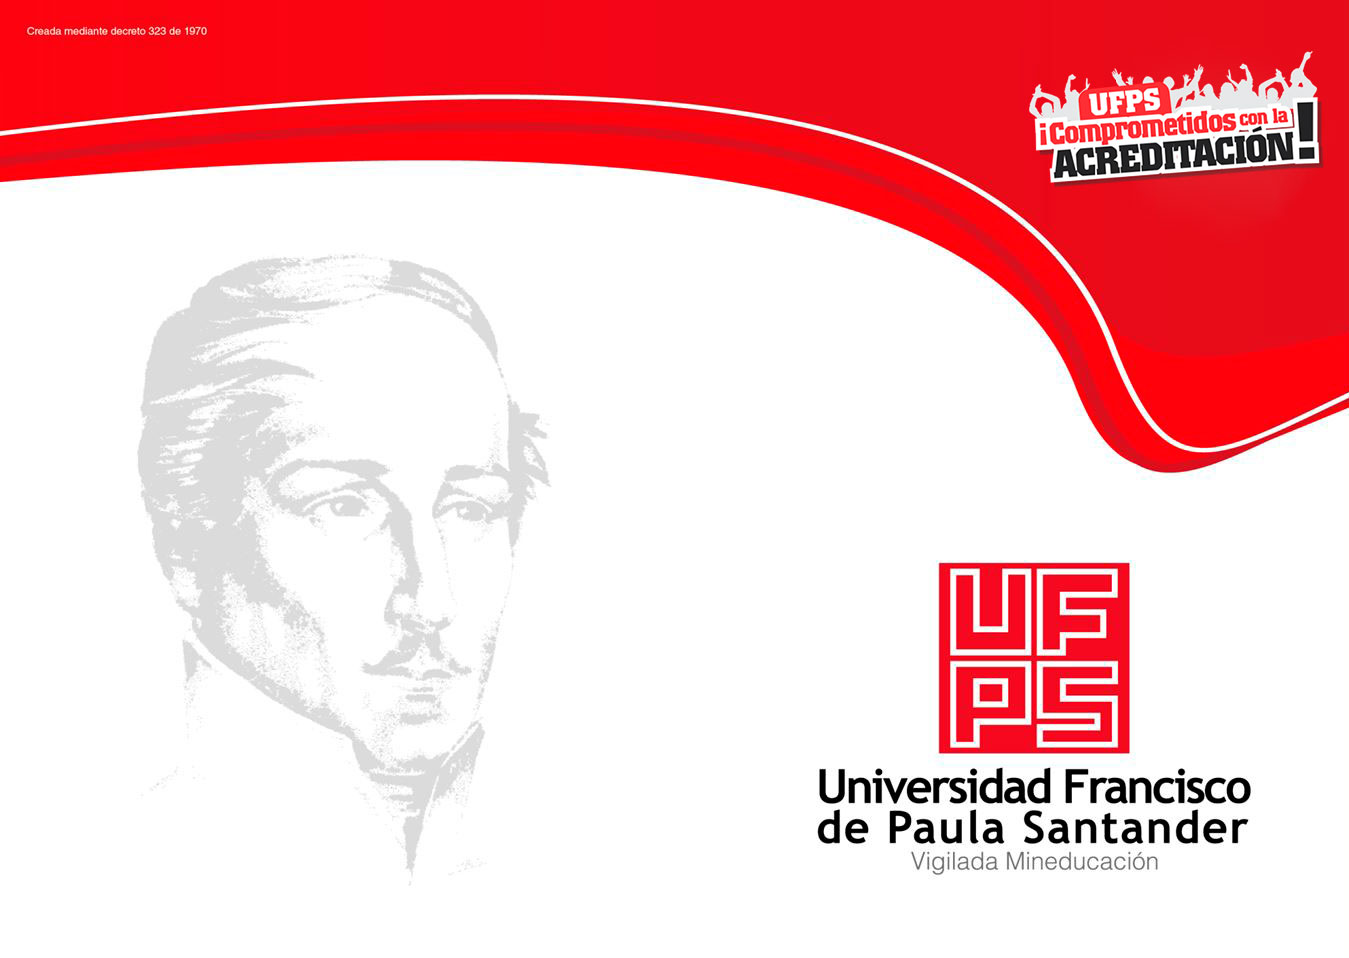 Creada mediante decreto 323 de 1970
UFPS
¡Comprometidos con la
ACREDITACIÓN!
UF
PS
Universidad Francisco
de Paula Santander
Vigilada Mineducación